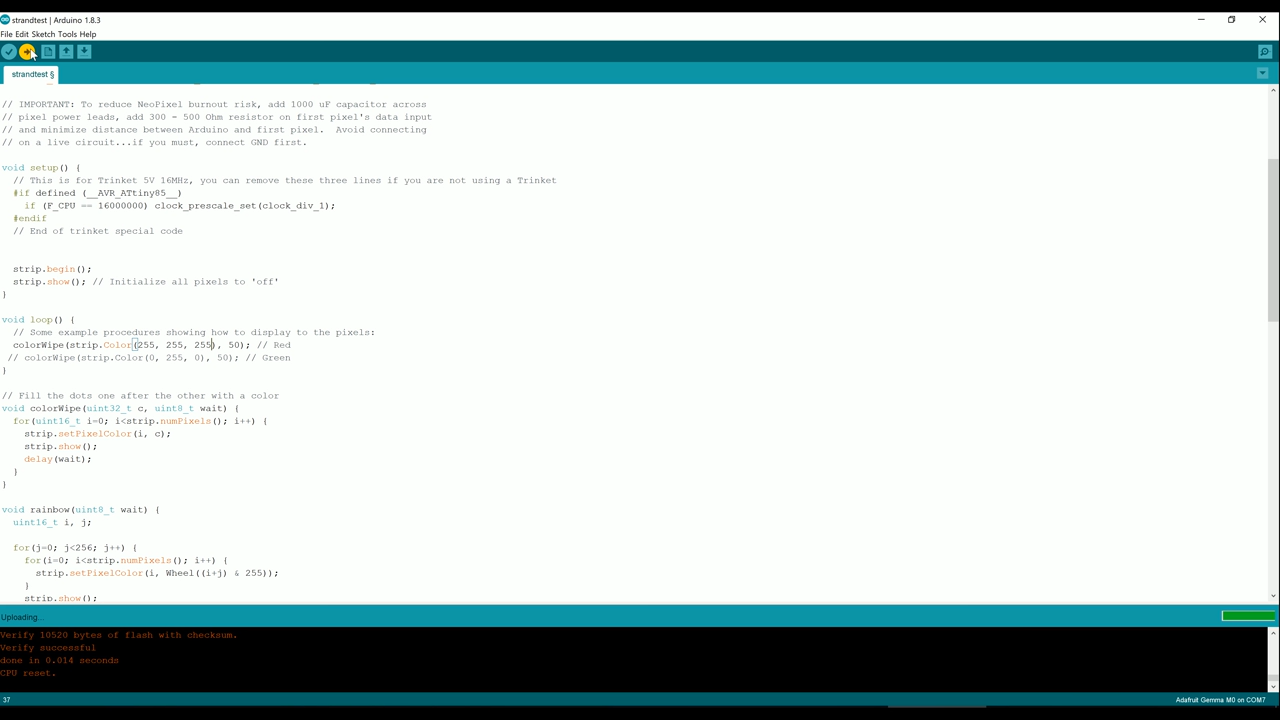 strandtest | Arduino 1.8.3
File Edit Sketch Tools Help
strandtest §
// IMPORTANT: To reduce NeoPixel burnout risk, add 1000 uF capacitor across
// pixel power leads, add 300 - 500 Ohm resistor on first pixel's data input
// and minimize distance between Arduino and first pixel.  Avoid connecting
// on a live circuit...if you must, connect GND first.
void setup() {
  // This is for Trinket 5V 16MHz, you can remove these three lines if you are not using a Trinket
  #if defined (__AVR_ATtiny85__)
    if (F_CPU == 16000000) clock_prescale_set(clock_div_1);
  #endif
  // End of trinket special code
  strip.begin();
  strip.show(); // Initialize all pixels to 'off'
}
void loop() {
  // Some example procedures showing how to display to the pixels:
  colorWipe(strip.Color(255, 255, 255), 50); // Red
 // colorWipe(strip.Color(0, 255, 0), 50); // Green
}
// Fill the dots one after the other with a color
void colorWipe(uint32_t c, uint8_t wait) {
  for(uint16_t i=0; i<strip.numPixels(); i++) {
    strip.setPixelColor(i, c);
    strip.show();
    delay(wait);
  }
}
void rainbow(uint8_t wait) {
  uint16_t i, j;
  for(j=0; j<256; j++) {
    for(i=0; i<strip.numPixels(); i++) {
      strip.setPixelColor(i, Wheel((i+j) & 255));
    }
    strip.show();
Uploading...
Verify 10520 bytes of flash with checksum.
Verify successful
done in 0.014 seconds
CPU reset.
37
Adafruit Gemma M0 on COM7